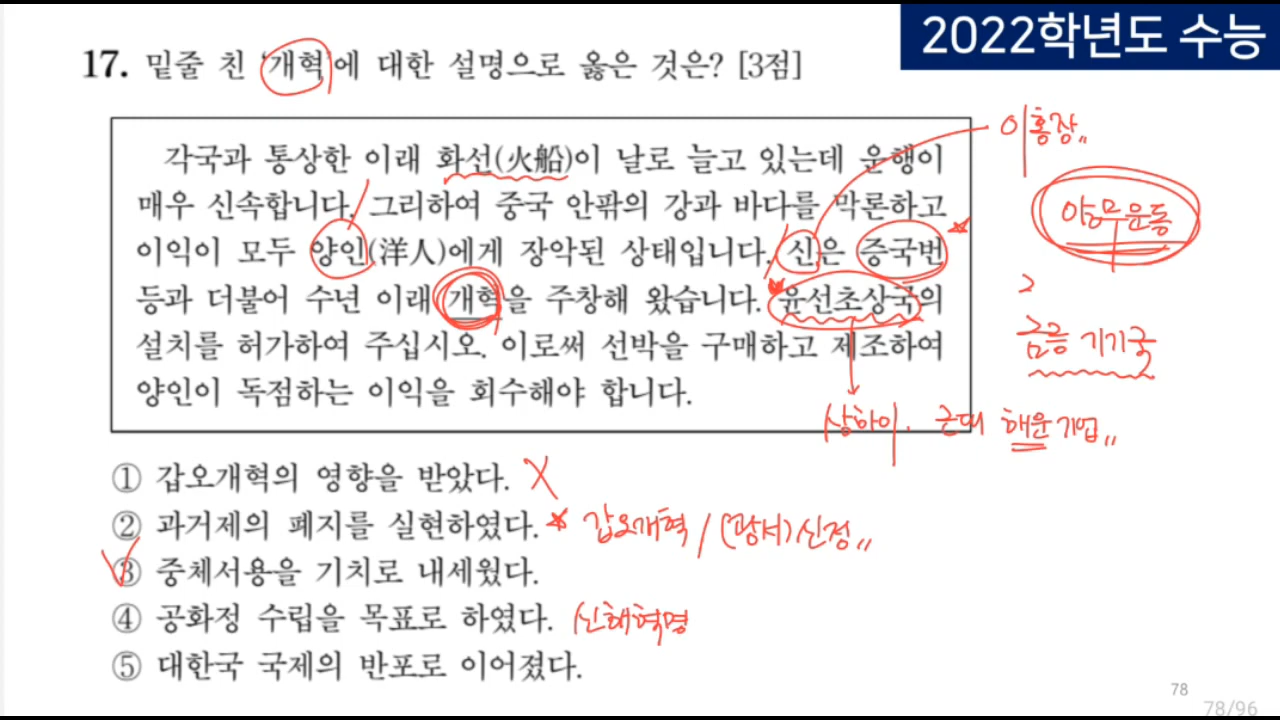 2022학년도 수능
17. 밑줄 친 '개혁'에 대한 설명으로 옳은 것은? [3점]
각국과 통상한 이래 화선(火船)이 날로 늘고 있는데 운행이
매우 신속합니다. 그리하여 중국 안팎의 강과 바다를 막론하고
이익이 모두 양인(洋人)에게 장악된 상태입니다. 신은 증국번
등과 더불어 수년 이래 개혁을 주창해 왔습니다. 윤선초상국의
설치를 허가하여 주십시오. 이로써 선박을 구매하고 제조하여
양인이 독점하는 이익을 회수해야 합니다.
이홍장
양무운동
금릉 기기국
상하이. 근대 해운기업
① 갑오개혁의 영향을 받았다. X
② 과거제의 폐지를 실현하였다. ★ 갑오개혁 / (광서)신정
③ 중체서용을 기치로 내세웠다.
④ 공화정 수립을 목표로 하였다. 신해혁명
⑤ 대한국 국제의 반포로 이어졌다.
78
78/96